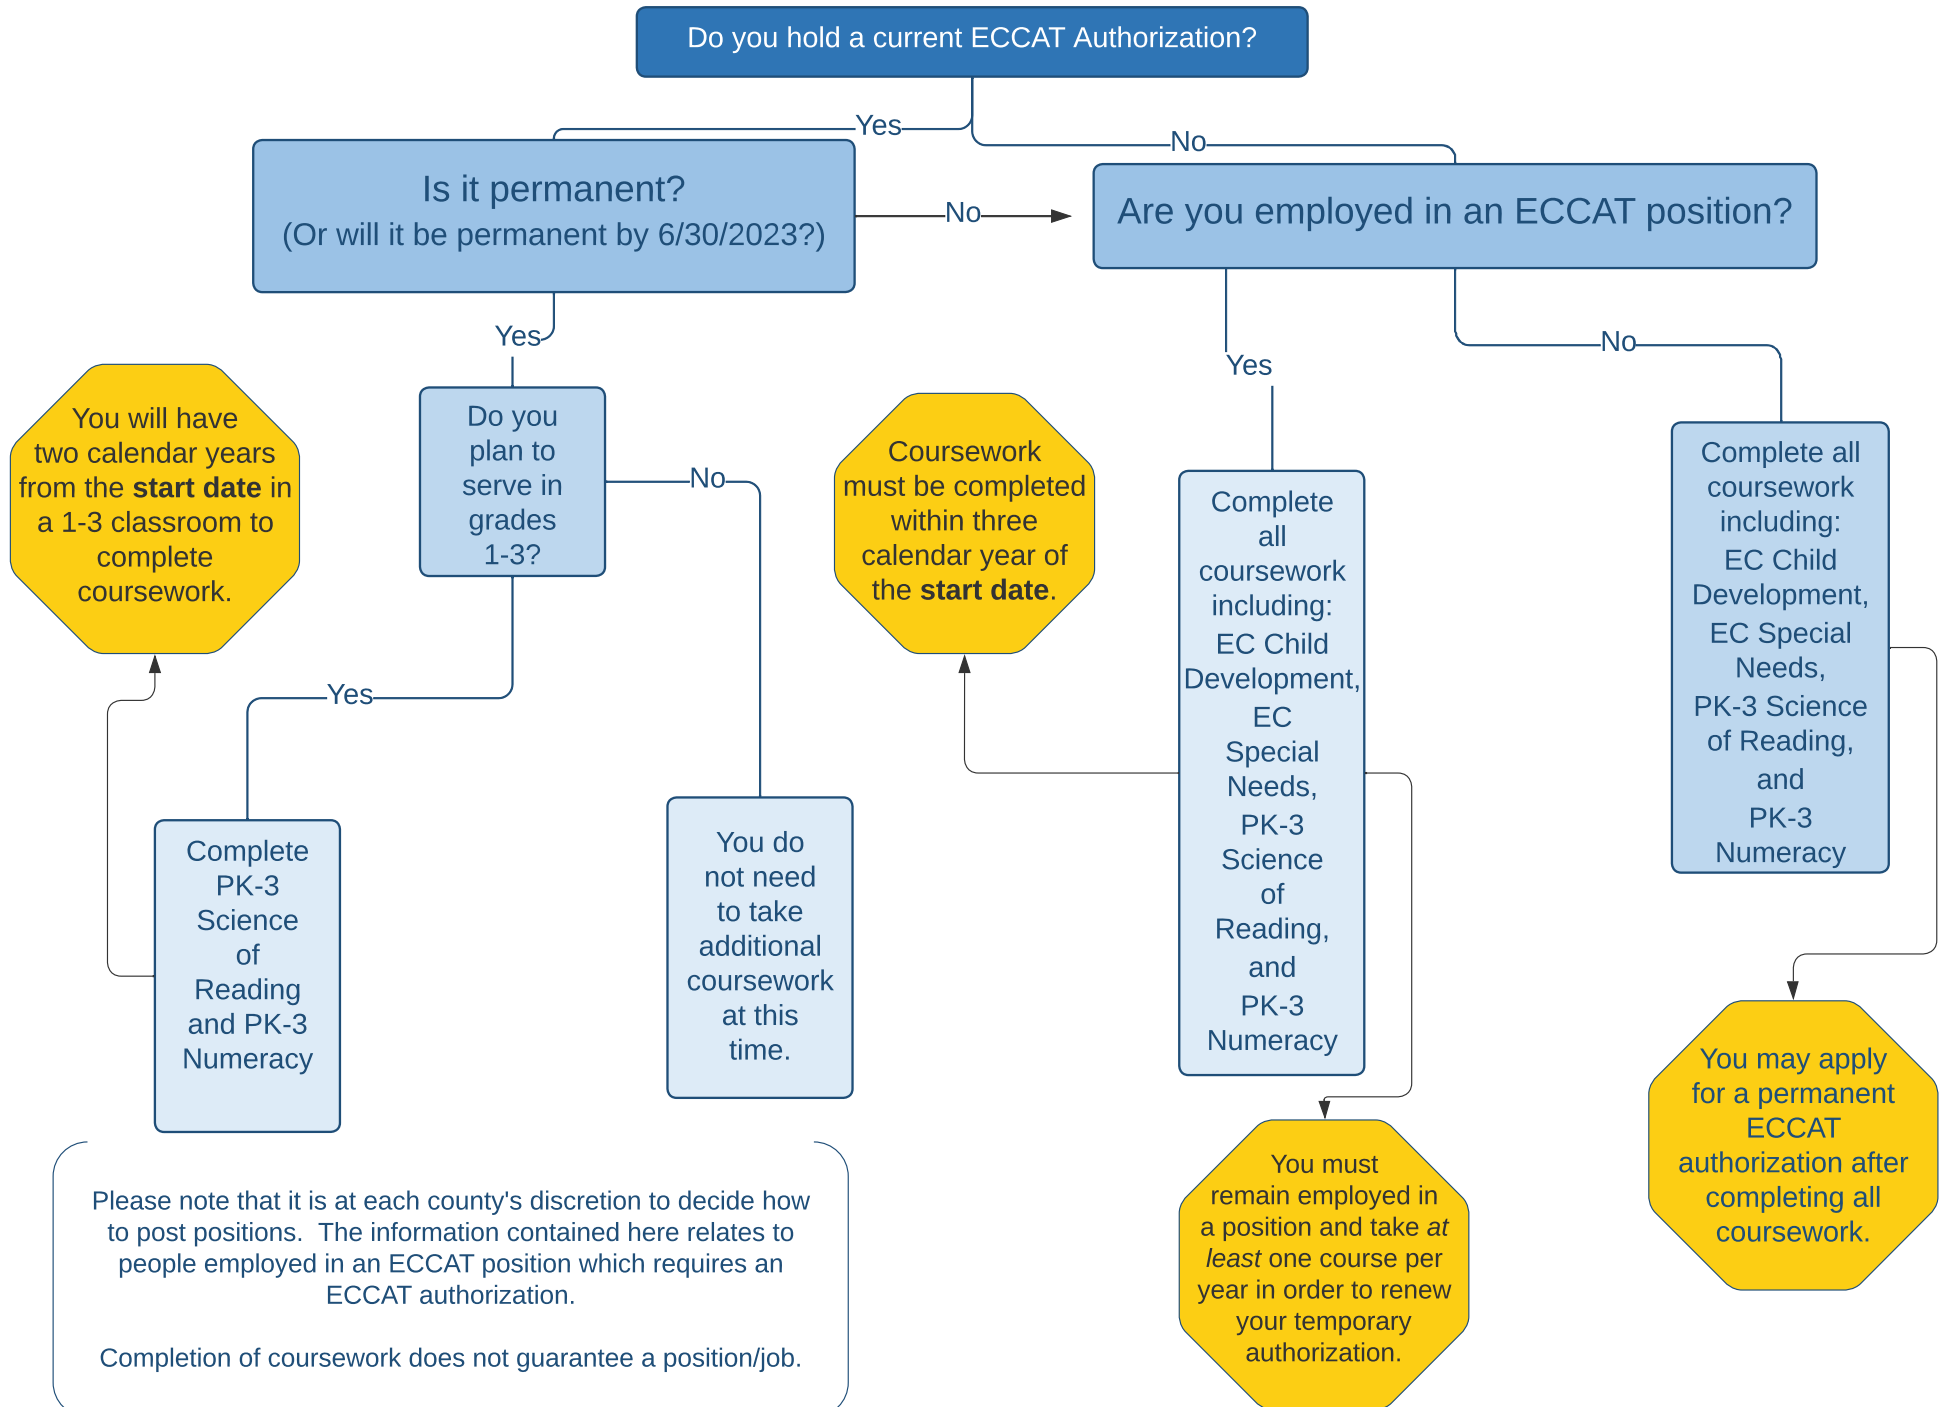 Do you hold a current ECCAT Authorization?
Yes
No
Is it permanent?
(Or will it be permanent by 6/30/2023?)
No
Are you employed in an ECCAT position?
Yes
Yes
No
You will have
two calendar years
from the start date in
a 1-3 classroom to
complete
coursework.
Do you
plan to
serve in
grades
1-3?
No
Coursework
must be completed
within three
calendar year of
the start date.
Complete
all
coursework
including:
EC Child
Development,
EC
Special
Needs,
PK-3
Science
of
Reading,
and
PK-3
Numeracy
Complete all
coursework
including:
EC Child
Development,
EC Special
Needs,
PK-3 Science
of Reading,
and
PK-3
Numeracy
Yes
Complete
PK-3
Science
of
Reading
and PK-3
Numeracy
You do
not need
to take
additional
coursework
at this
time.
You may apply
for a permanent
ECCAT
authorization after
completing all
coursework.
You must
remain employed in
a position and take at
least one course per
year in order to renew
your temporary
authorization.
Please note that it is at each county's discretion to decide how
to post positions.  The information contained here relates to
people employed in an ECCAT position which requires an
ECCAT authorization.
Completion of coursework does not guarantee a position/job.